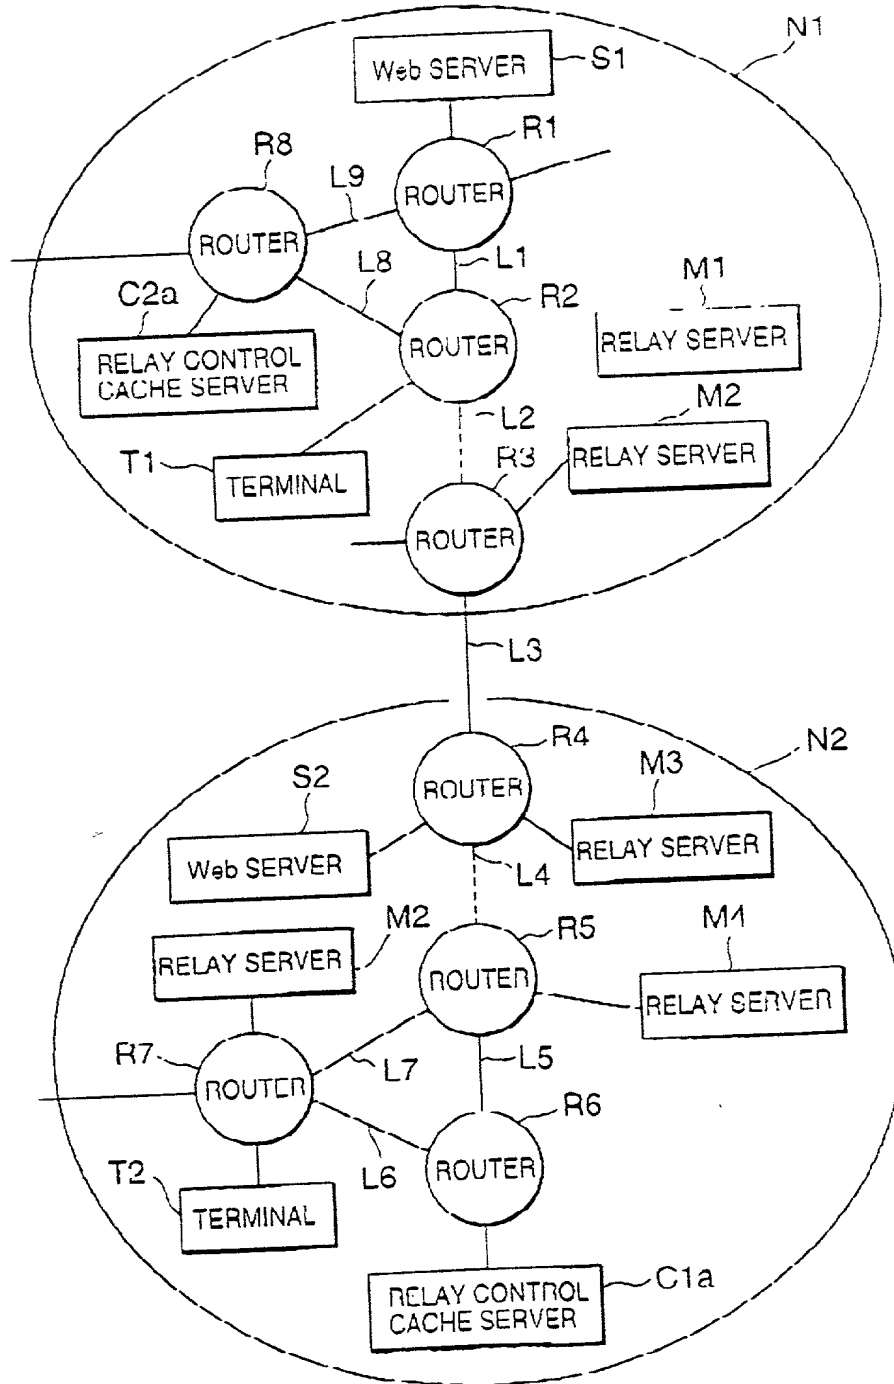 N1
Web SERVER
S1
R1
R8
L9
ROUTER
ROUTER
L1
L8
R2
M1
C2a
ROUTER
RELAY SERVER
RELAY CONTROL
CACHE SERVER
L2
M2
T1
R3
RELAY SERVER
TERMINAL
ROUTER
L3
R4
N2
S2
M3
ROUTER
Web SERVER
L4
RELAY SERVER
M2
R5
M4
RELAY SERVER
ROUTER
RELAY SERVER
R7
L7
L5
ROUTER
R6
T2
L6
ROUTER
TERMINAL
C1a
RELAY CONTROL
CACHE SERVER